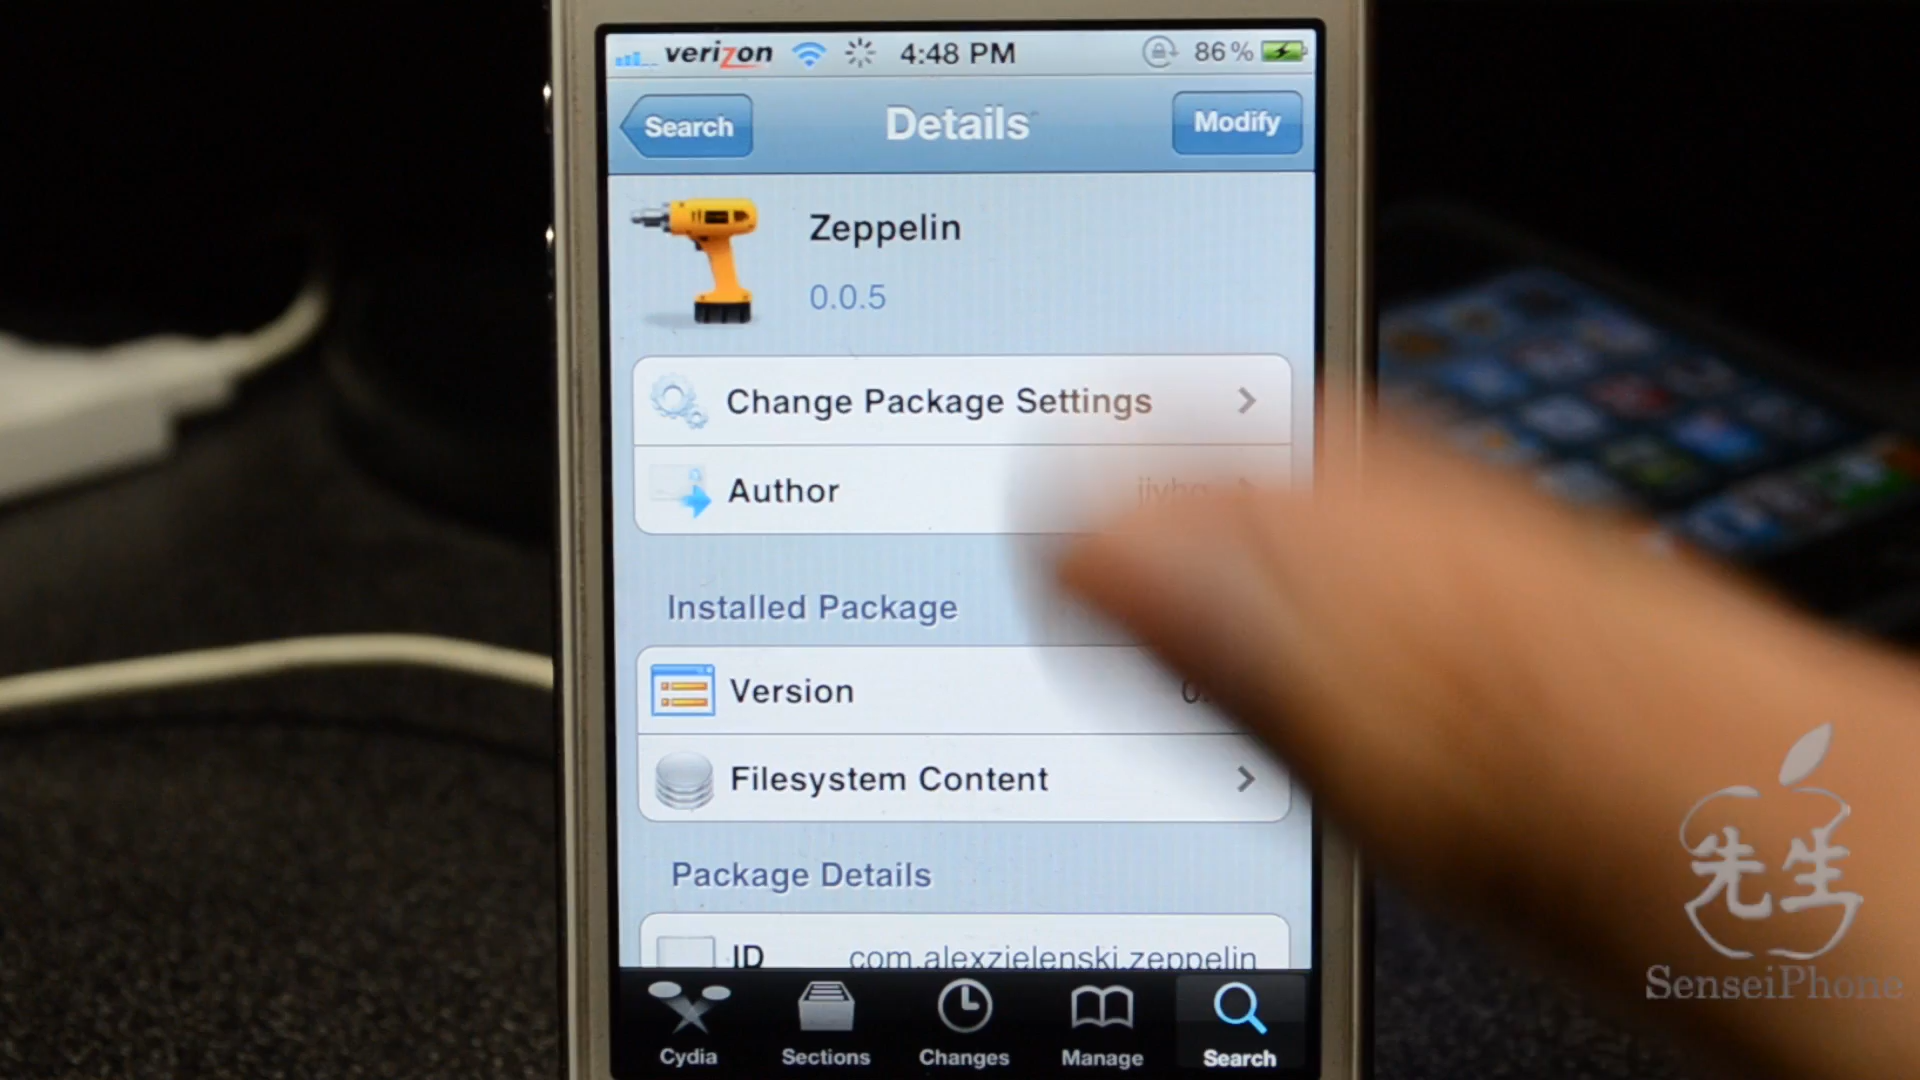 verizon 4:48 PM 86%
Search Details Modify
Zeppelin
0.0.5
Change Package Settings
Author
Installed Package
Version
Filesystem Content
Package Details
ID com.alexzielenski.zeppelin
Cydia Sections Changes Manage Search
先生
SenseiPhone